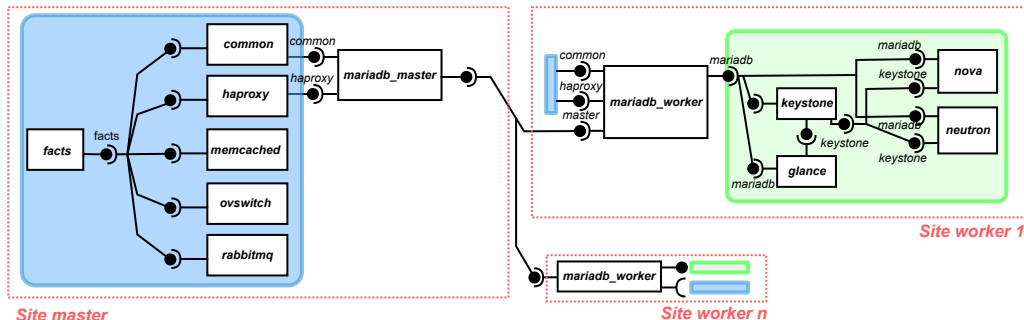 common
haproxy
memcached
ovswitch
rabbitmq
facts
facts
common
haproxy
mariadb_master
Site master
common
haproxy
master
mariadb_worker
mariadb
keystone
glance
mariadb
keystone
mariadb
keystone
nova
mariadb
keystone
neutron
Site worker 1
mariadb_worker
Site worker n